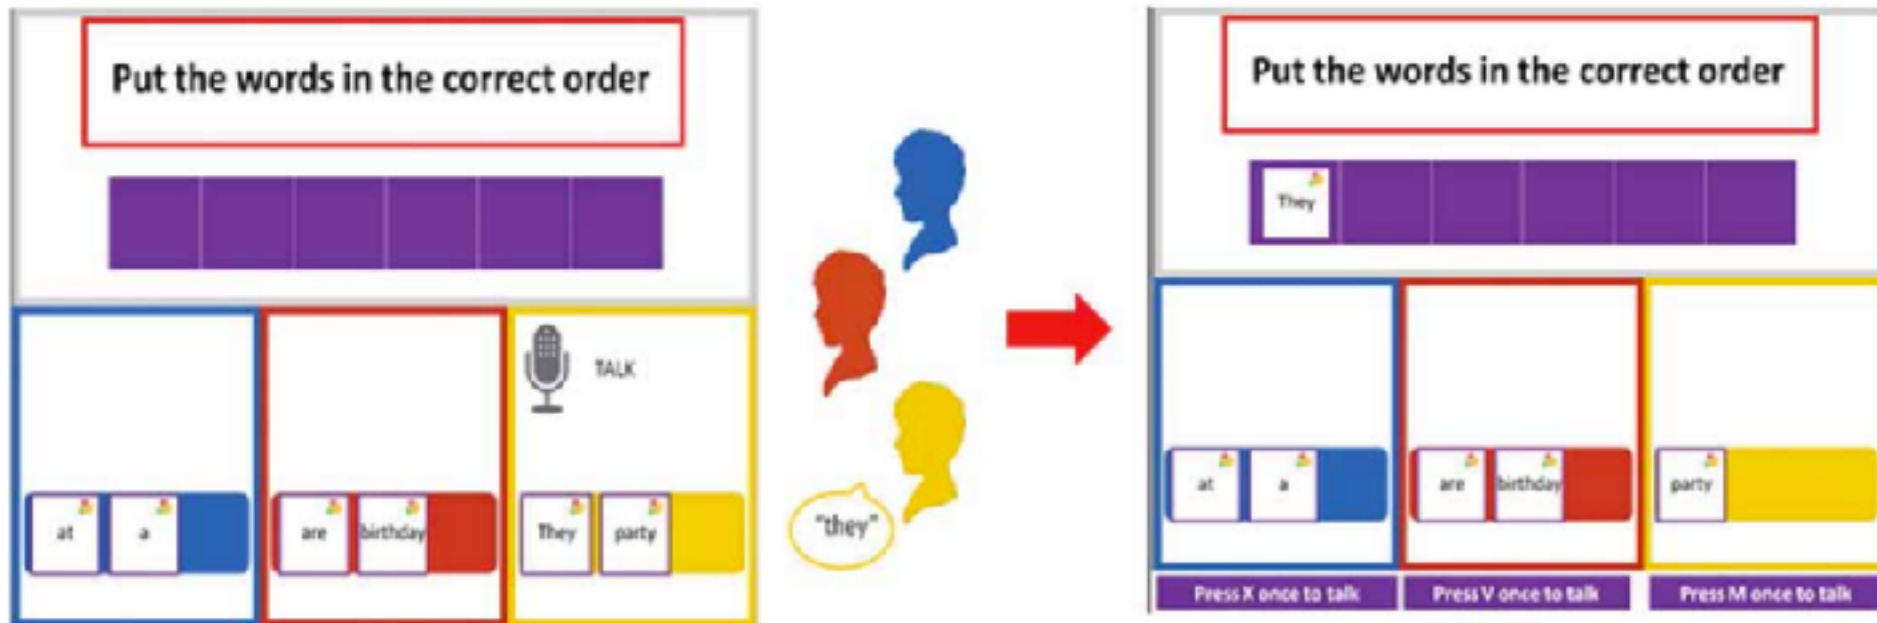 Put the words in the correct order
TALK
at a are birthday They party
"they"
Put the words in the correct order
They
at a are birthday party
Press X once to talk Press V once to talk Press M once to talk